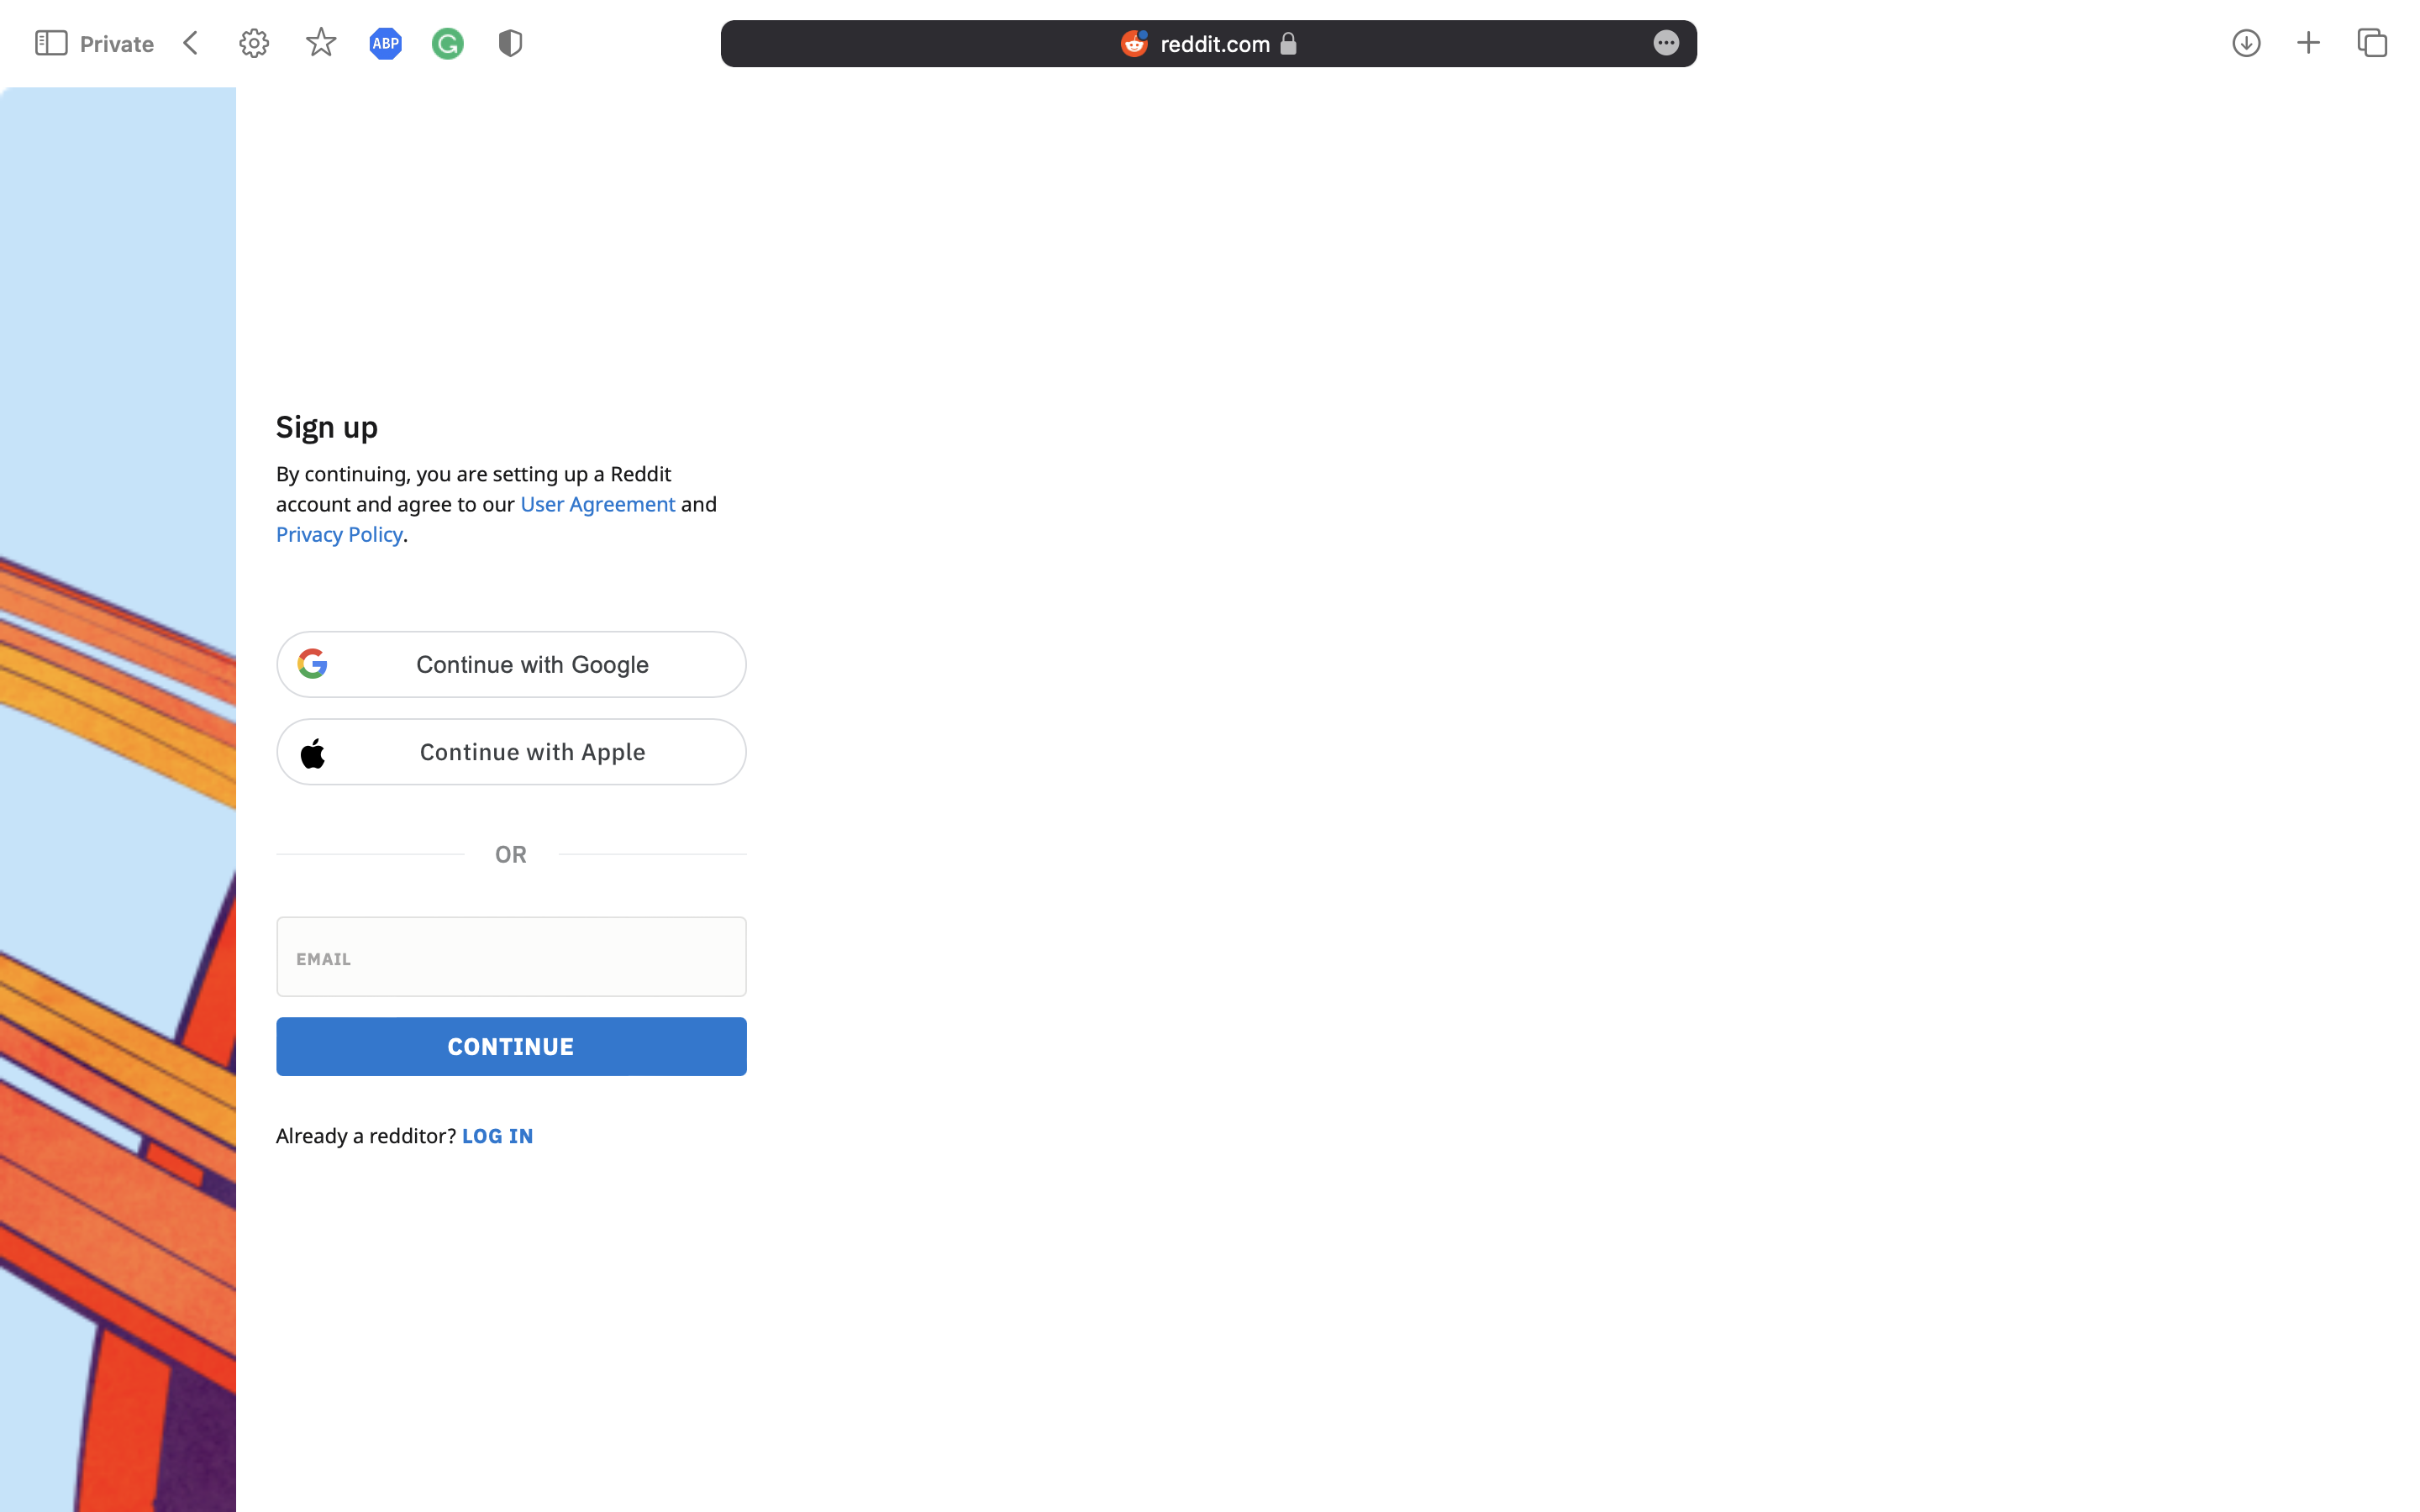 Private
ABP
reddit.com
Sign up
By continuing, you are setting up a Reddit
account and agree to our User Agreement and
Privacy Policy.
Continue with Google
Continue with Apple
OR
EMAIL
CONTINUE
Already a redditor? LOG IN